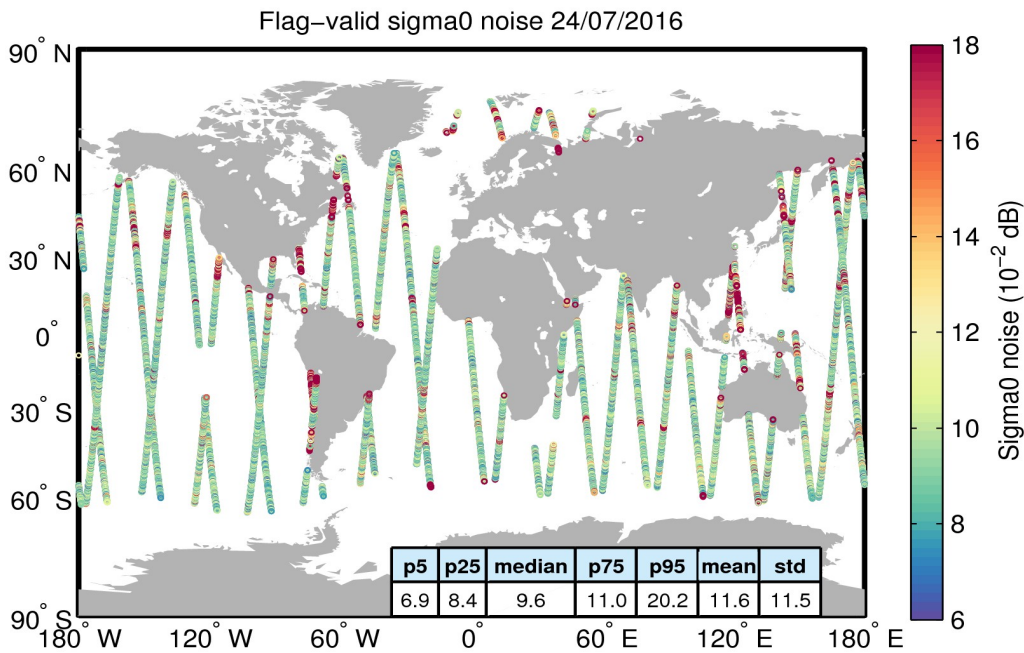 Flag−valid sigma0 noise 24/07/2016
90° N
60° N
30° N
0°
30° S
60° S
90° S
180° W
120° W
60° W
0°
60° E
120° E
180° E
p5 p25 median p75 p95 mean std
6.9 8.4 9.6 11.0 20.2 11.6 11.5
18
16
14
12
10
8
6
Sigma0 noise (10⁻² dB)